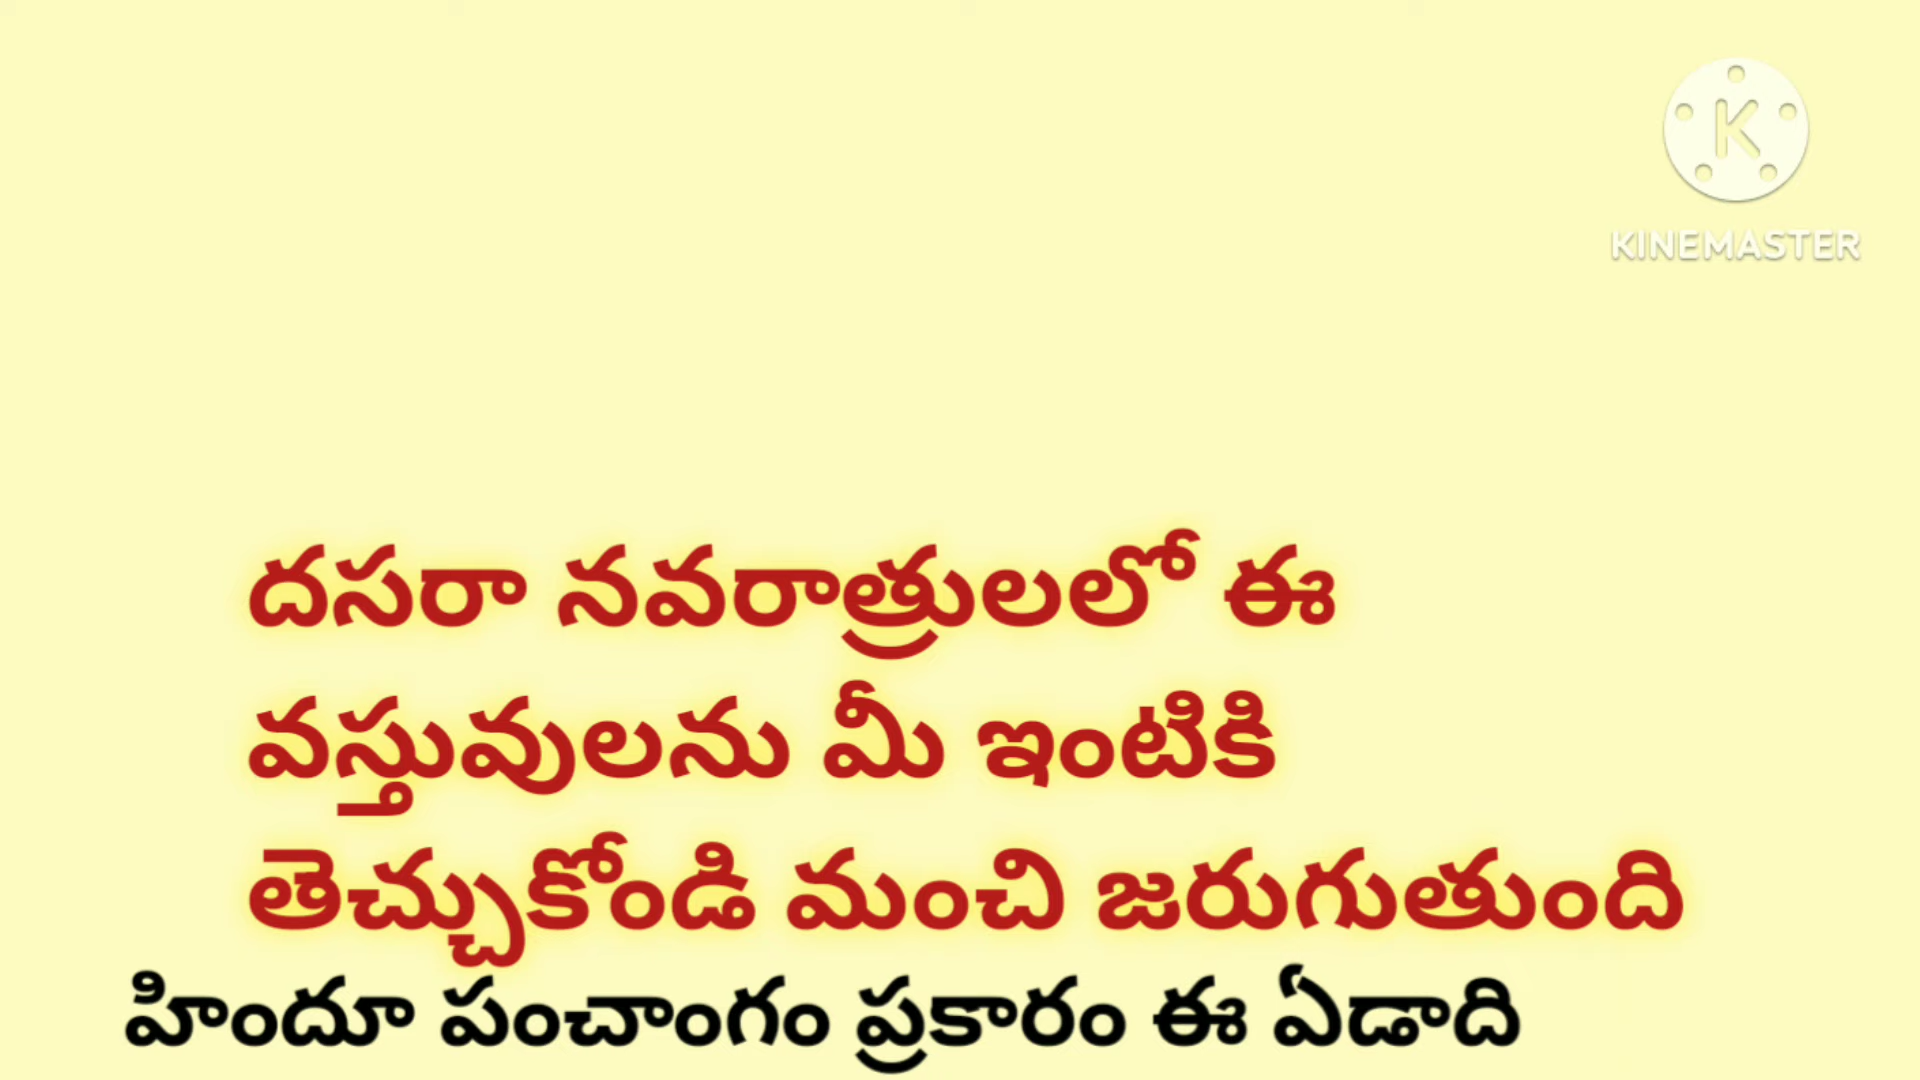 KINEMASTER
దసరా నవరాత్రులలో ఈ
వస్తువులను మీ ఇంటికి
తెచ్చుకోండి మంచి జరుగుతుంది
హిందూ పంచాంగం ప్రకారం ఈ ఏడాది